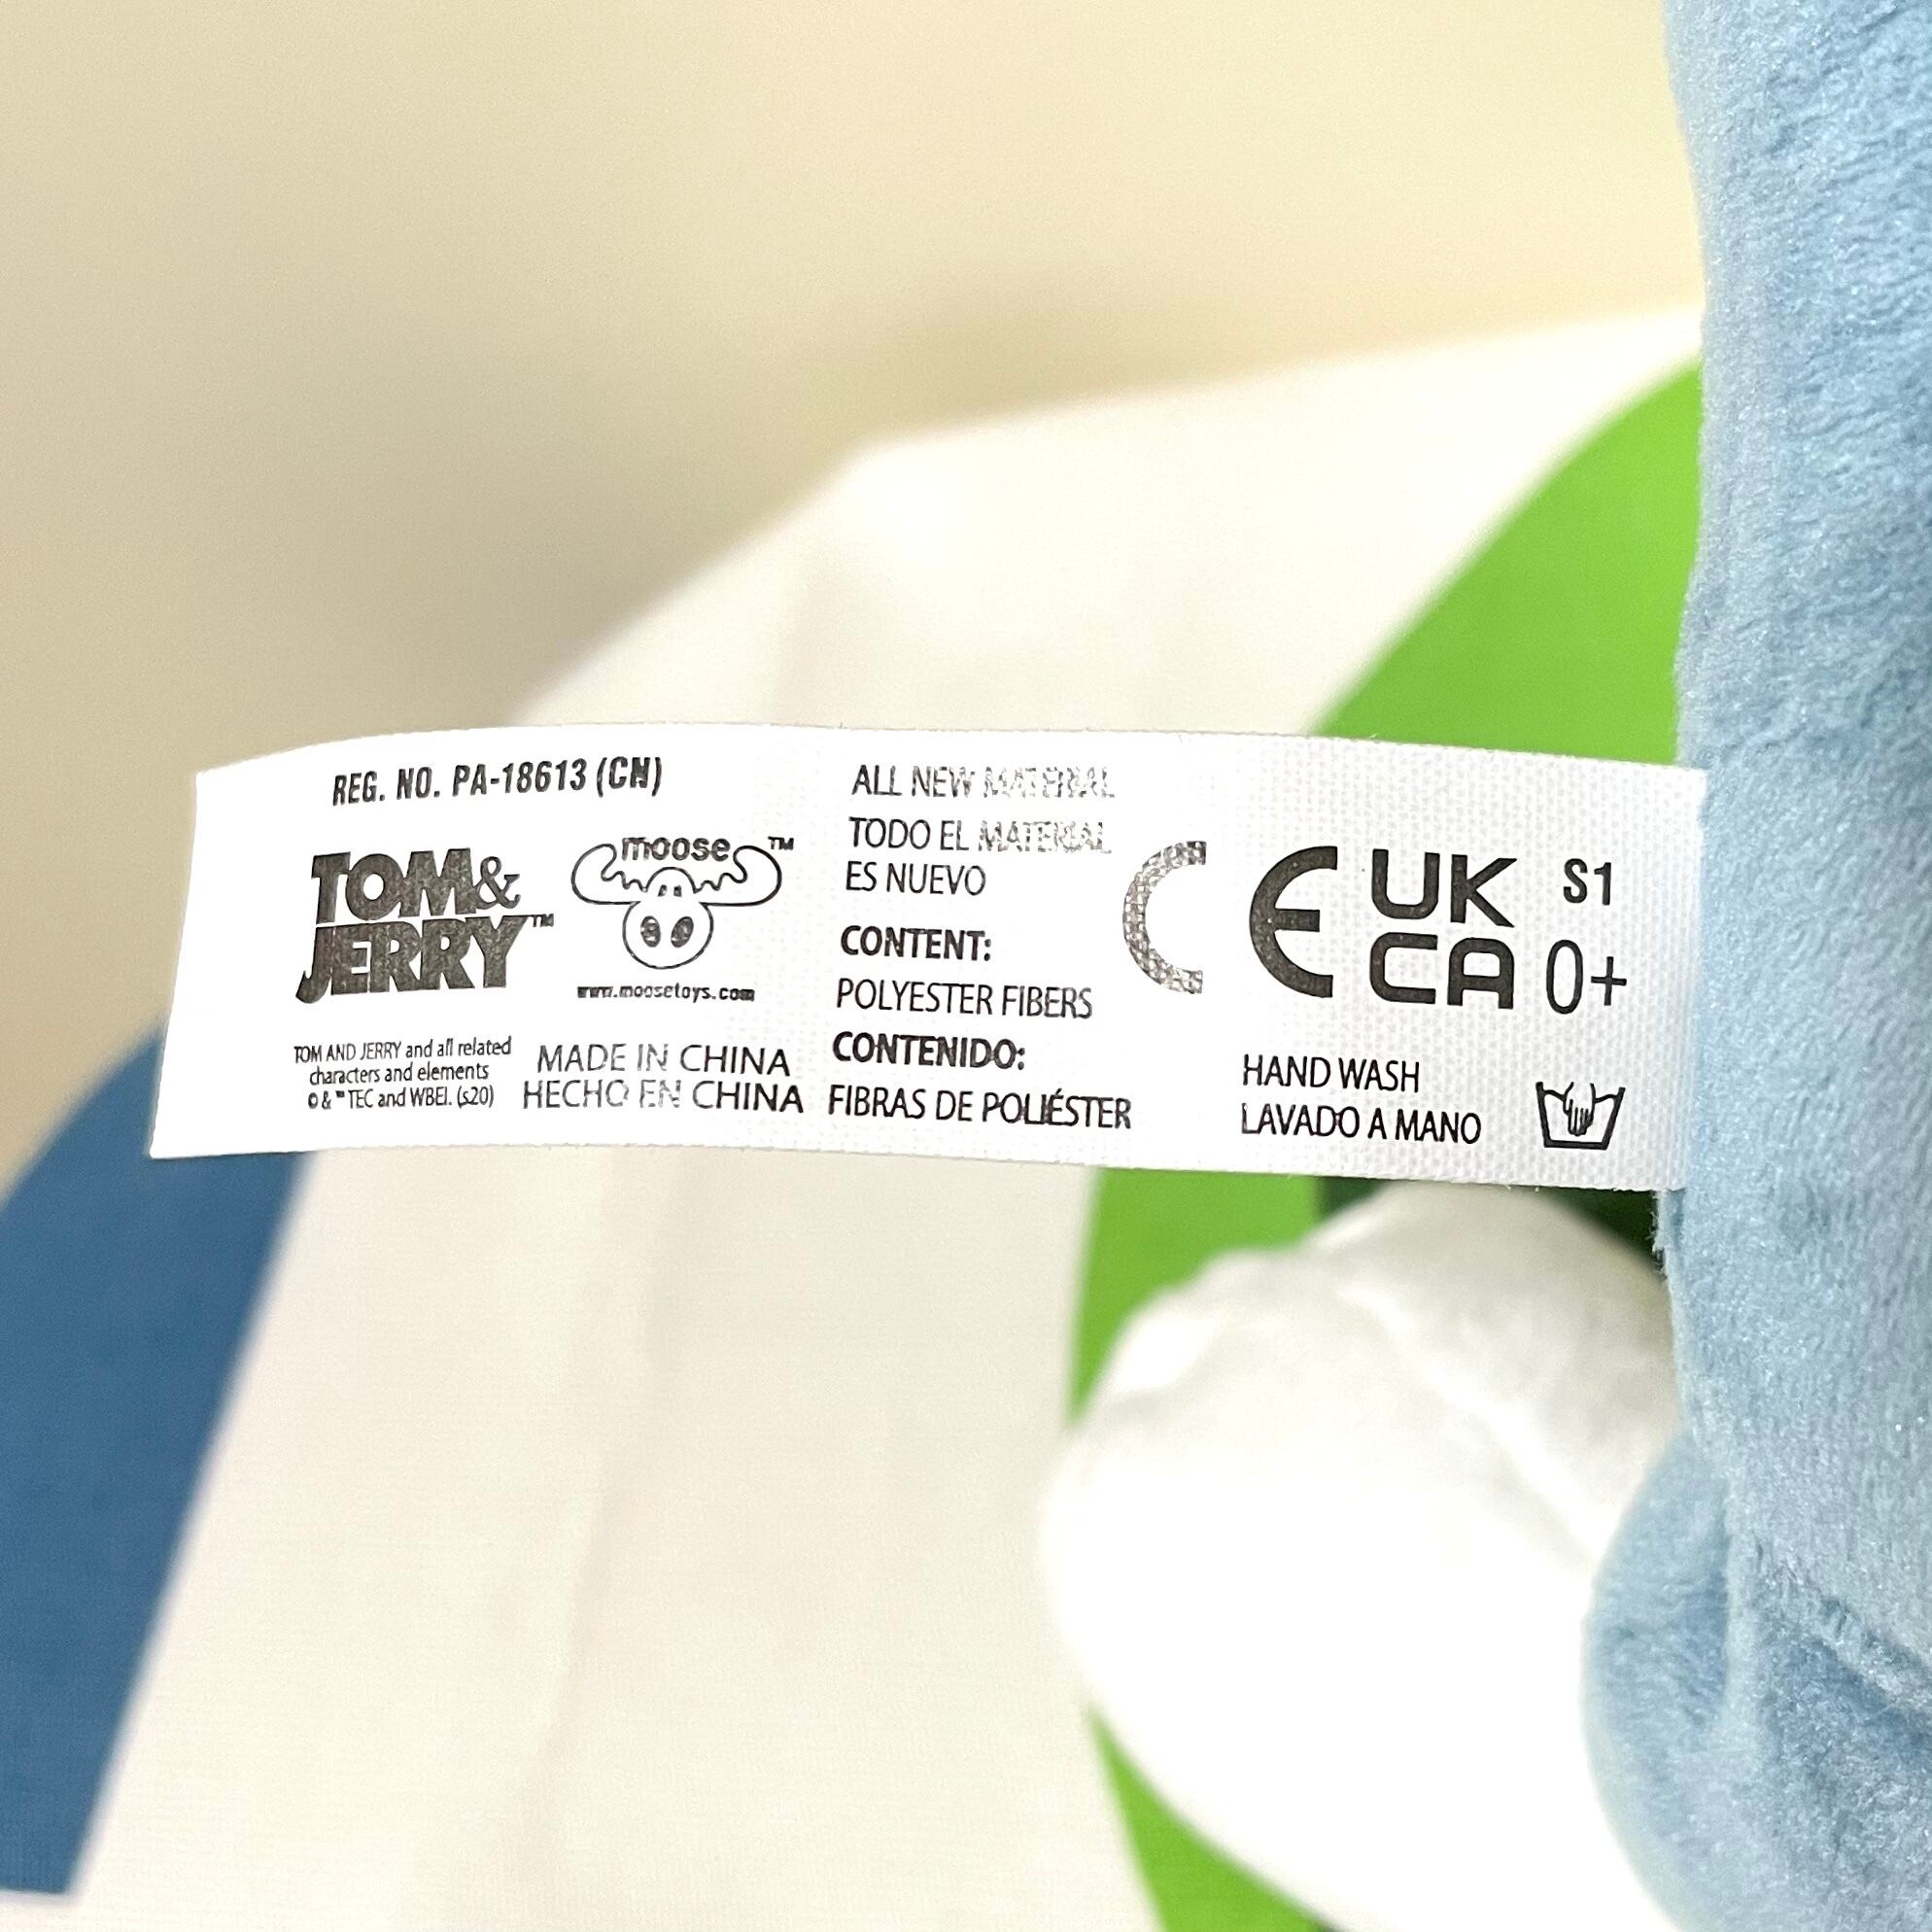 REG. NO. PA-18613 (CN)
TOM&
JERRY™
moose™
www.moosetoys.com
TOM AND JERRY and all related
characters and elements
© & ™ TEC and WBEI. (s20)
MADE IN CHINA
HECHO EN CHINA
ALL NEW MATERIAL
TODO EL MATERIAL
ES NUEVO
CONTENT:
POLYESTER FIBERS
CONTENIDO:
FIBRAS DE POLIÉSTER
CE
UK
CA
S1
0+
HAND WASH
LAVADO A MANO